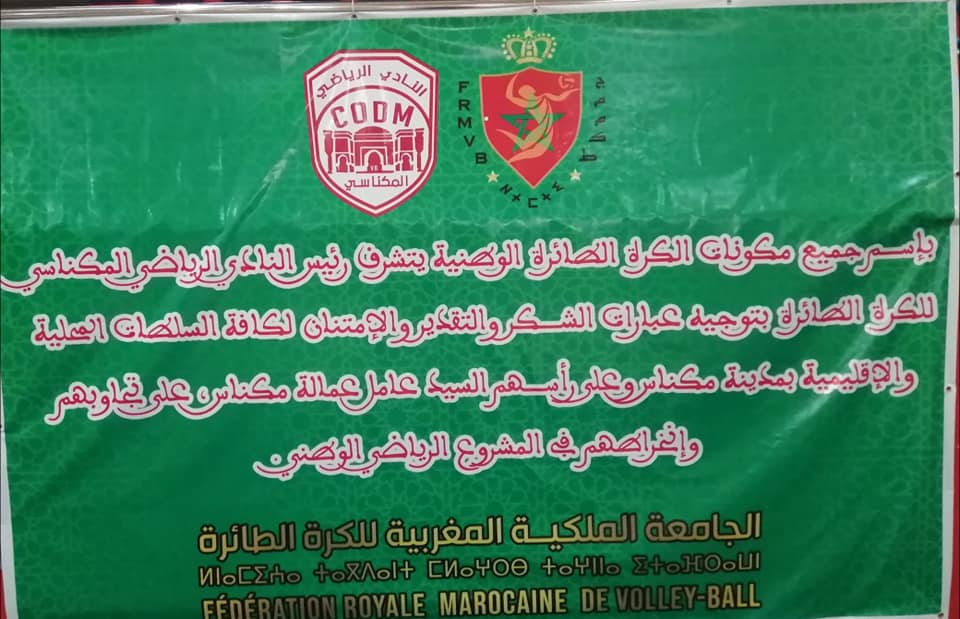 النادي الرياضي
CODM
المكناسي
FRMVB
بإسم جميع مكونات الكرة الطائرة الوطنية يتشرف رئيس النادي الرياضي المكناسي
للكرة الطائرة بتوجيه عبارات الشكر والتقدير والإمتنان لكافة السلطات المحلية
والإقليمية بمدينة مكناس وعلى رأسهم السيد عامل عمالة مكناس، على تجاوبهم
وإنخراطهم في المشروع الرياضي الوطني
الجامعة الملكية المغربية للكرة الطائرة
FÉDÉRATION ROYALE MAROCAINE DE VOLLEY-BALL